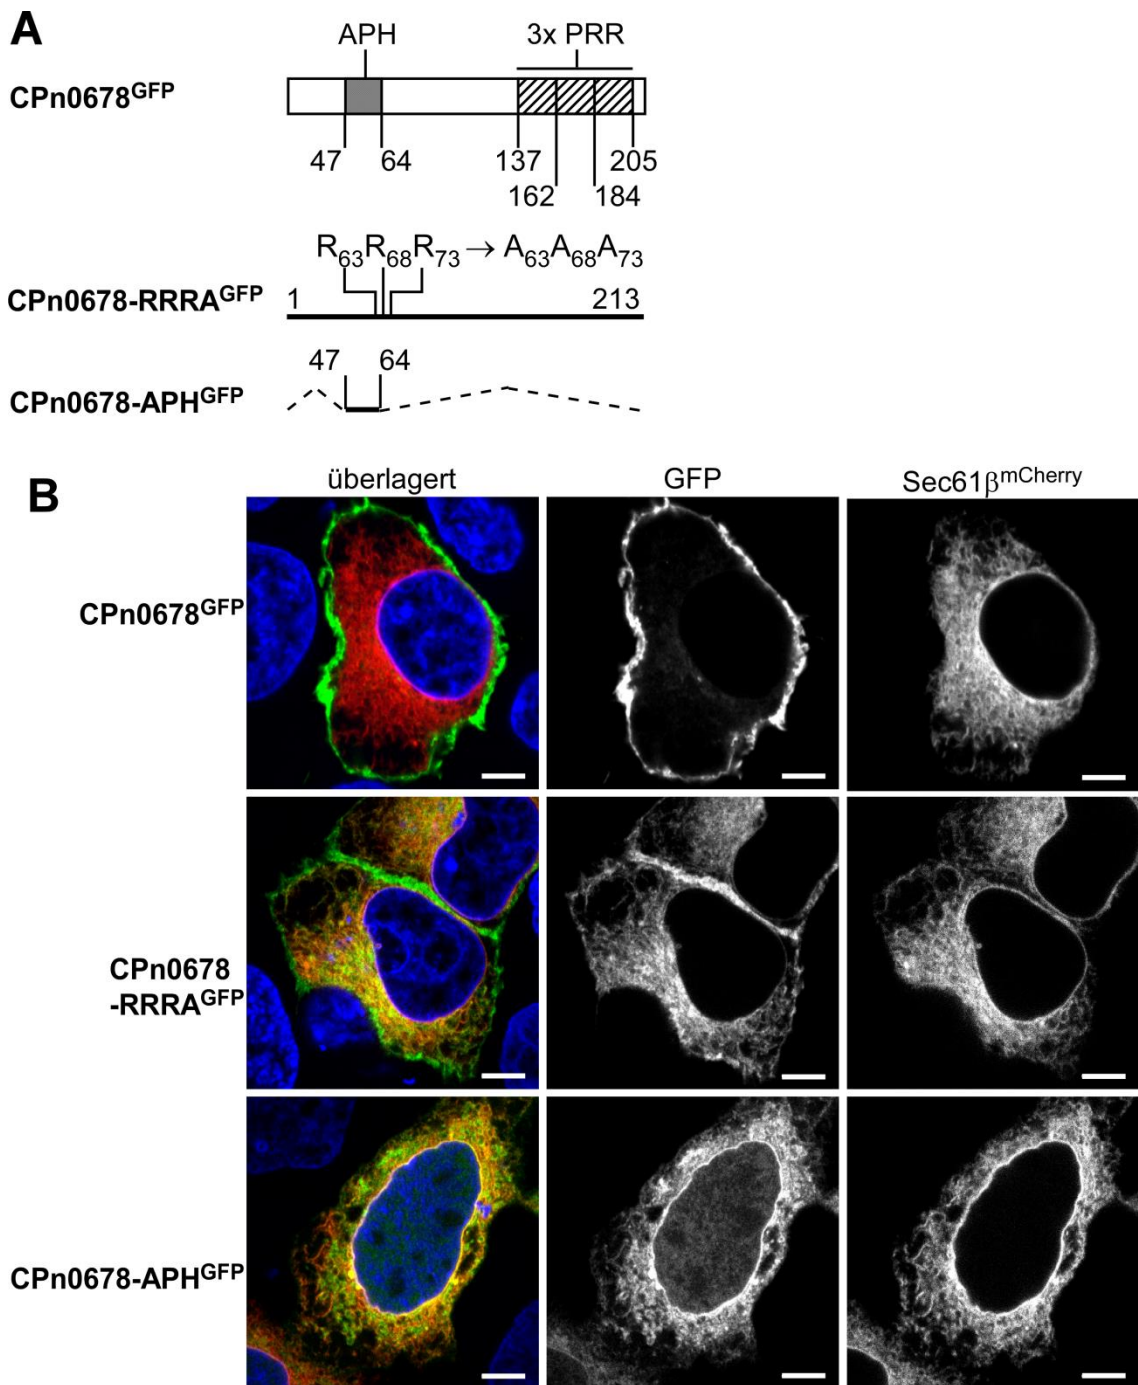 A
APH 3x PRR
CPn0678GFP
47 64 137 205
162 184
R63R68R73 → A63A68A73
CPn0678-RRRAGFP 1 213
47 64
CPn0678-APHGFP
B
überlagert GFP Sec61βmCherry
CPn0678GFP
CPn0678
-RRRAGFP
CPn0678-APHGFP